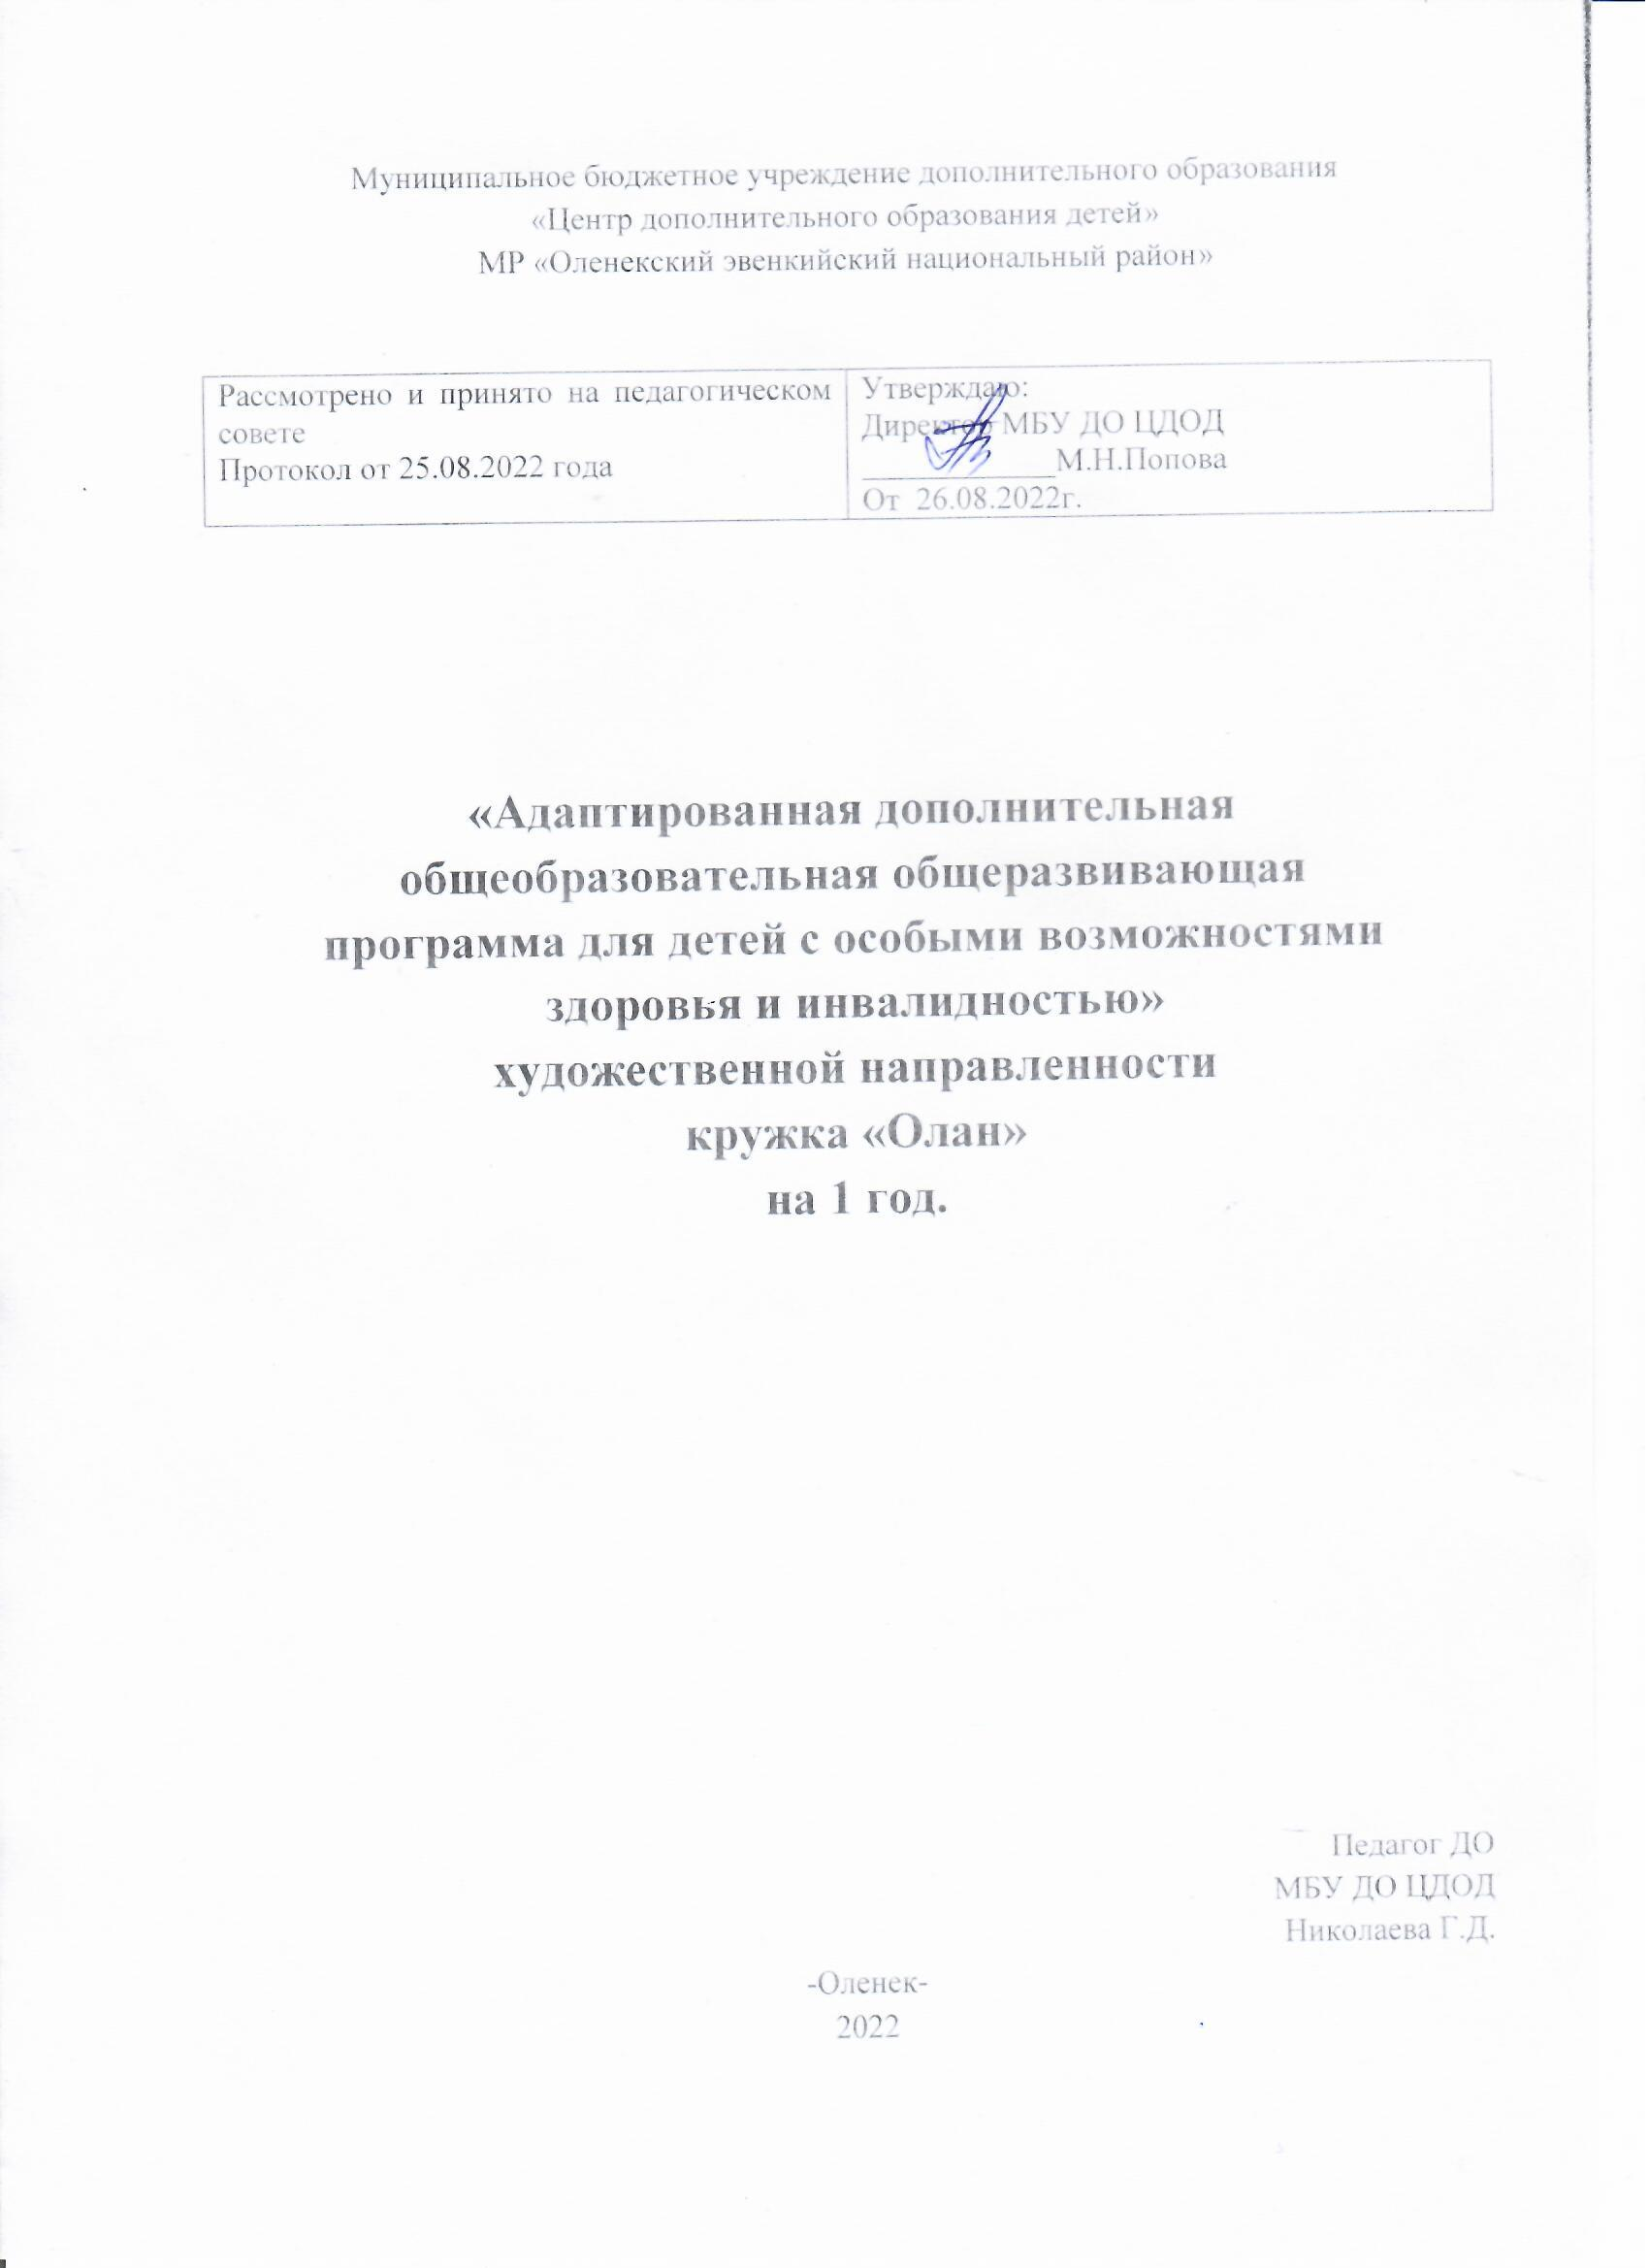 Муниципальное бюджетное учреждение дополнительного образования
«Центр дополнительного образования детей»
МР «Оленекский эвенкийский национальный район»
Рассмотрено и принято на педагогическом
совете
Протокол от 25.08.2022 года
Утверждаю:
Директор МБУ ДО ЦДОД
____________М.Н.Попова
От 26.08.2022г.
«Адаптированная дополнительная
общеобразовательная общеразвивающая
программа для детей с особыми возможностями
здоровья и инвалидностью»
художественной направленности
кружка «Олан»
на 1 год.
Педагог ДО
МБУ ДО ЦДОД
Николаева Г.Д.
-Оленек-
2022